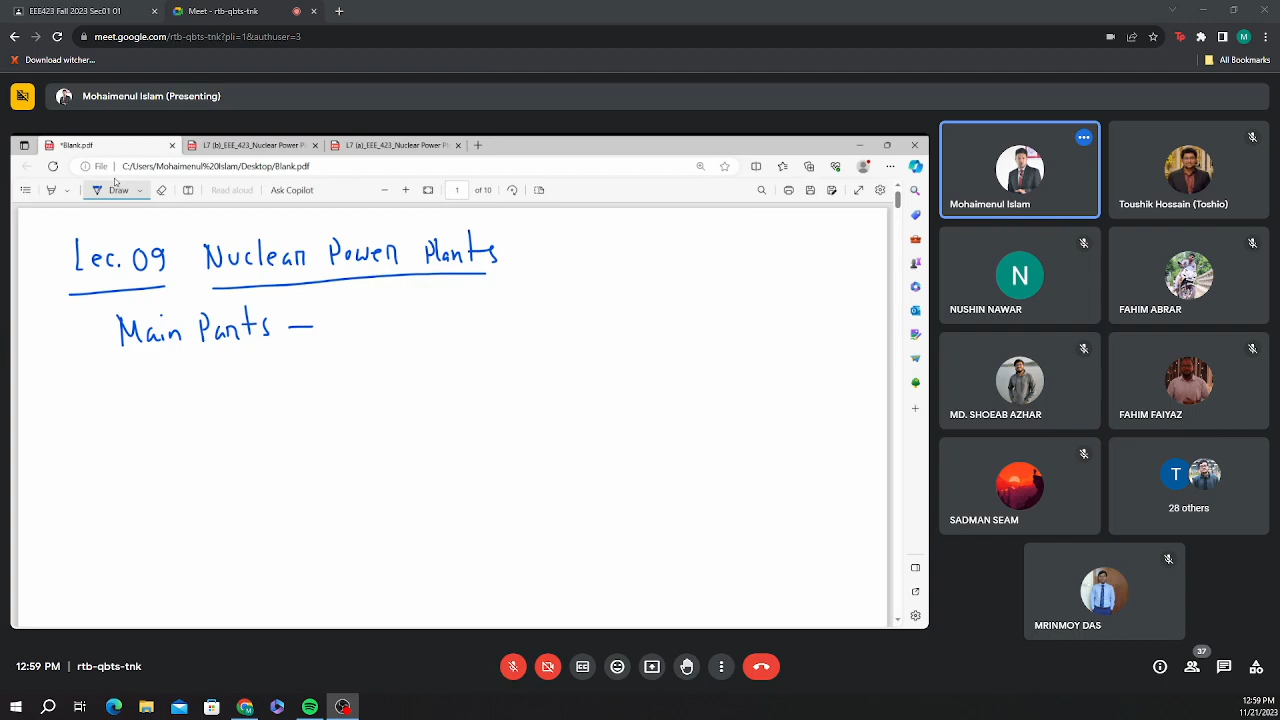 EEE423 Fall 2023 Sec01 01
Meet - rtb-qbts-tnk
meet.google.com/rtb-qbts-tnk?pli=1&authuser=3
M
Download witcher...
All Bookmarks
Mohaimenul Islam (Presenting)
*Blank.pdf
L7 (b)_EEE_423_Nuclear Power P
L7 (a)_EEE_423_Nuclear Power Pl
File
C:/Users/Mohaimenul%20Islam/Desktop/Blank.pdf
Draw
Read aloud
Ask Copilot
1 of 10
Lec. 09 Nuclear Power Plants
Main Parts —
Mohaimenul Islam
Toushik Hossain (Toshio)
N
NUSHIN NAWAR
FAHIM ABRAR
MD. SHOEAB AZHAR
FAHIM FAIYAZ
SADMAN SEAM
T
28 others
MRINMOY DAS
12:59 PM | rtb-qbts-tnk
37
12:59 PM
11/21/2023